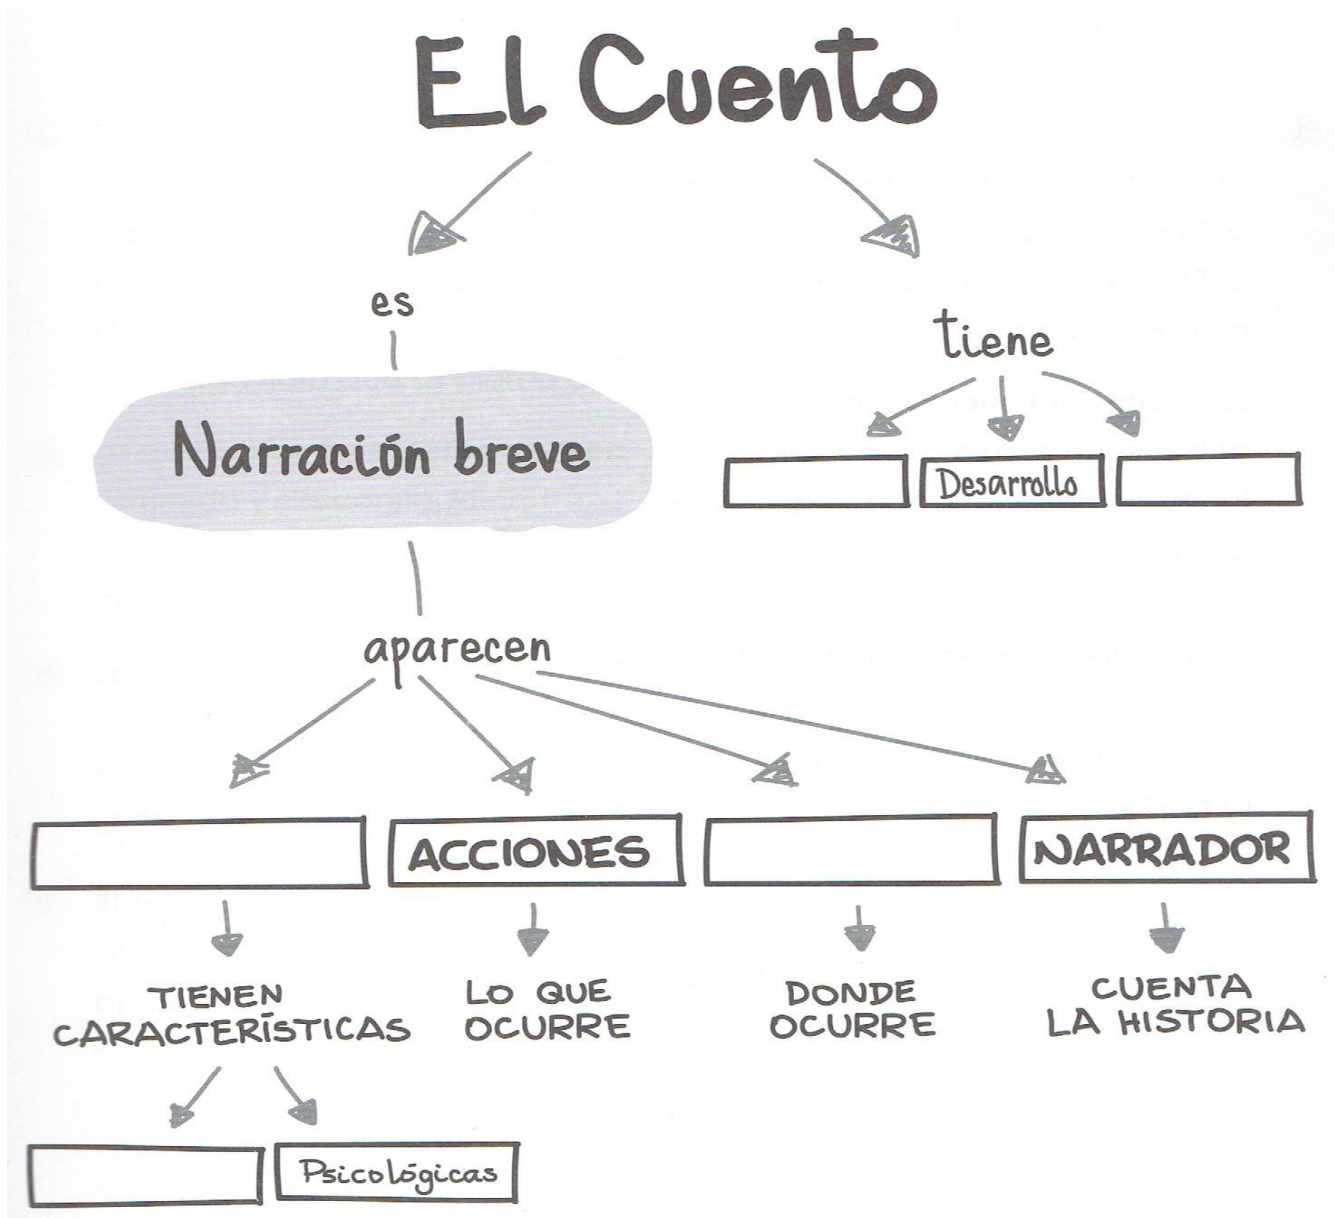 El Cuento
es
tiene
Narración breve
Desarrollo
aparecen
ACCIONES
NARRADOR
TIENEN
CARACTERÍSTICAS
LO QUE
OCURRE
DONDE
OCURRE
CUENTA
LA HISTORIA
Psicológicas